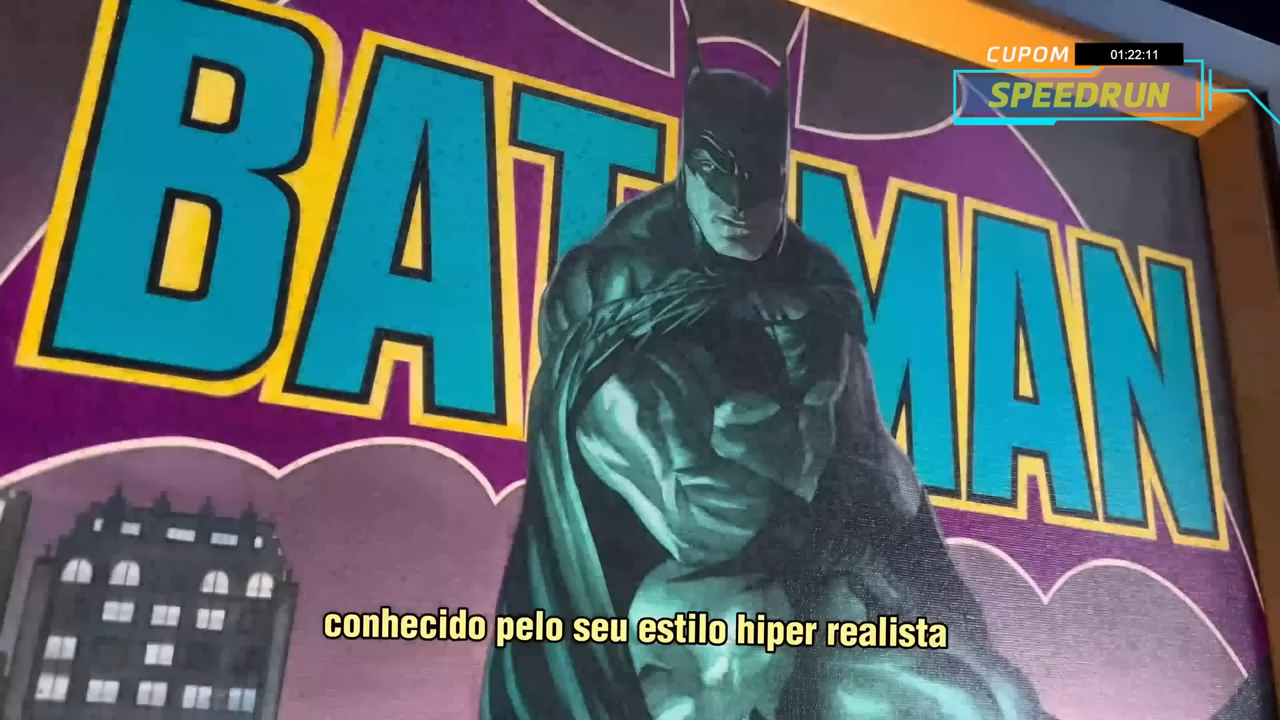 BATMAN
CUPOM 01:22:11
SPEEDRUN
conhecido pelo seu estilo hiper realista